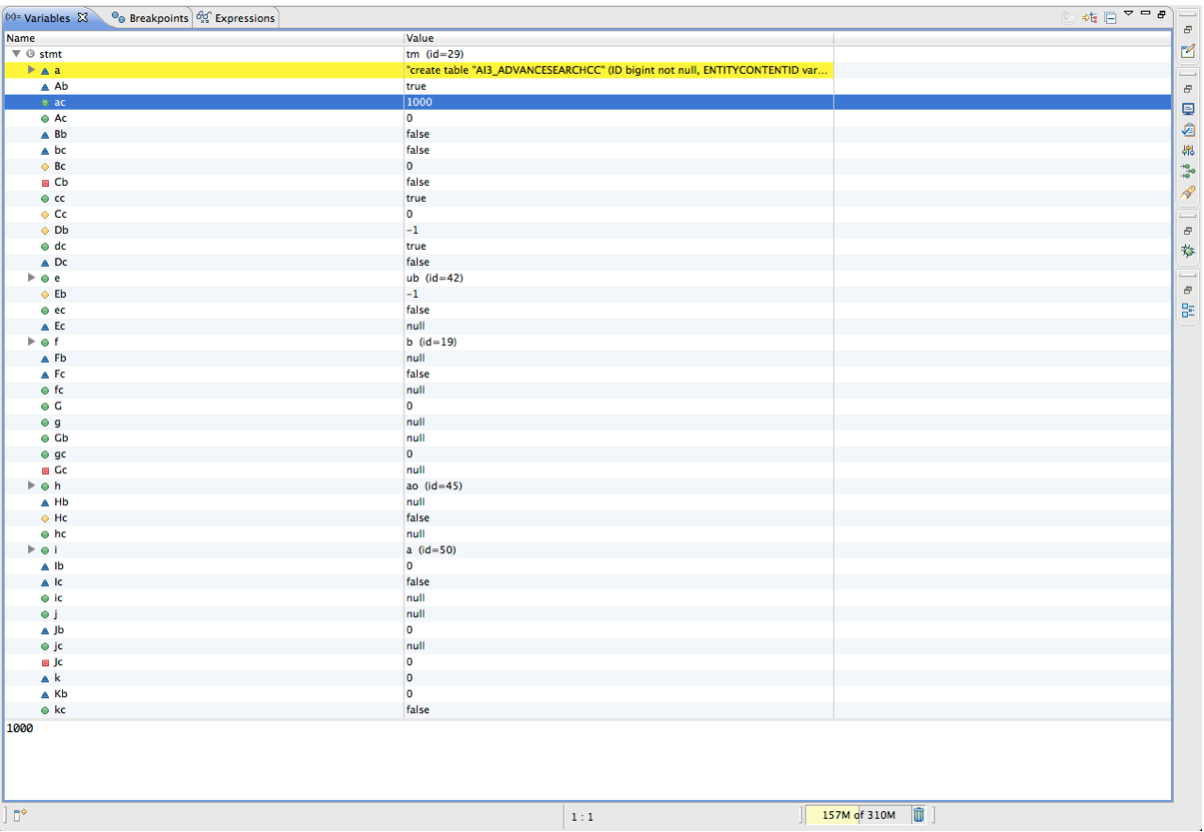 (x)= Variables Breakpoints Expressions
Name Value
stmt tm (id=29)
a "create table "AI3_ADVANCESEARCHCC" (ID bigint not null, ENTITYCONTENTID var...
Ab true
ac 1000
Ac 0
Bb false
bc false
Bc 0
Cb false
cc true
Cc 0
Db -1
dc true
Dc false
e ub (id=42)
Eb -1
ec false
Ec null
f b (id=19)
Fb null
Fc false
fc null
G 0
g null
Gb null
gc 0
Gc null
h ao (id=45)
Hb null
Hc false
hc null
i a (id=50)
Ib 0
Ic false
ic null
j null
Jb 0
jc null
Jc 0
k 0
Kb 0
kc false
1000
1 : 1 157M of 310M